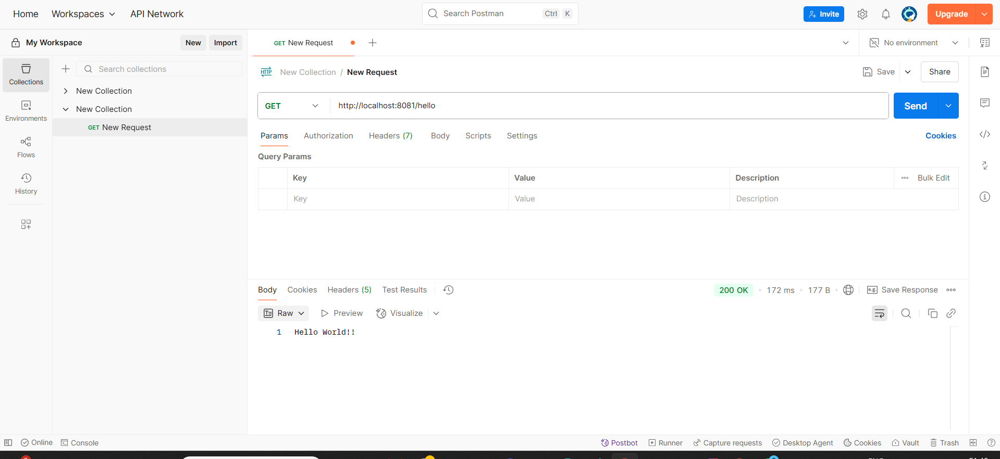 Home Workspaces API Network Search Postman Ctrl K Invite Upgrade
My Workspace New Import GET New Request No environment
Search collections
Collections
New Collection
New Collection
GET New Request
Environments
Flows
History
HTTP New Collection / New Request Save Share
GET http://localhost:8081/hello Send
Params Authorization Headers (7) Body Scripts Settings Cookies
Query Params
Key Value Description Bulk Edit
Key Value Description
Body Cookies Headers (5) Test Results 200 OK 172 ms 177 B e.g. Save Response
Raw Preview Visualize
1 Hello World!!
Online Console Postbot Runner Capture requests Desktop Agent Cookies Vault Trash